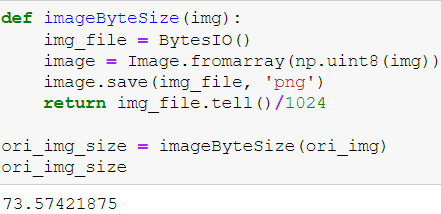 def imageByteSize(img):
    img_file = BytesIO()
    image = Image.fromarray(np.uint8(img))
    image.save(img_file, 'png')
    return img_file.tell()/1024
ori_img_size = imageByteSize(ori_img)
ori_img_size
73.57421875